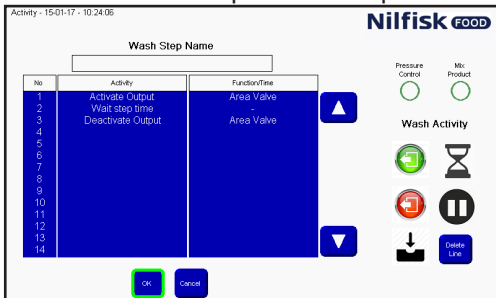 Activity - 15-01-17 - 10:24:06
Nilfisk FOOD
Wash Step Name
Pressure Control
Mix Product
No Activity Function/Time
1 Activate Output Area Valve
2 Wait step time -
3 Deactivate Output Area Valve
4
5
6
7
8
9
10
11
12
13
14
Wash Activity
Delete Line
OK Cancel